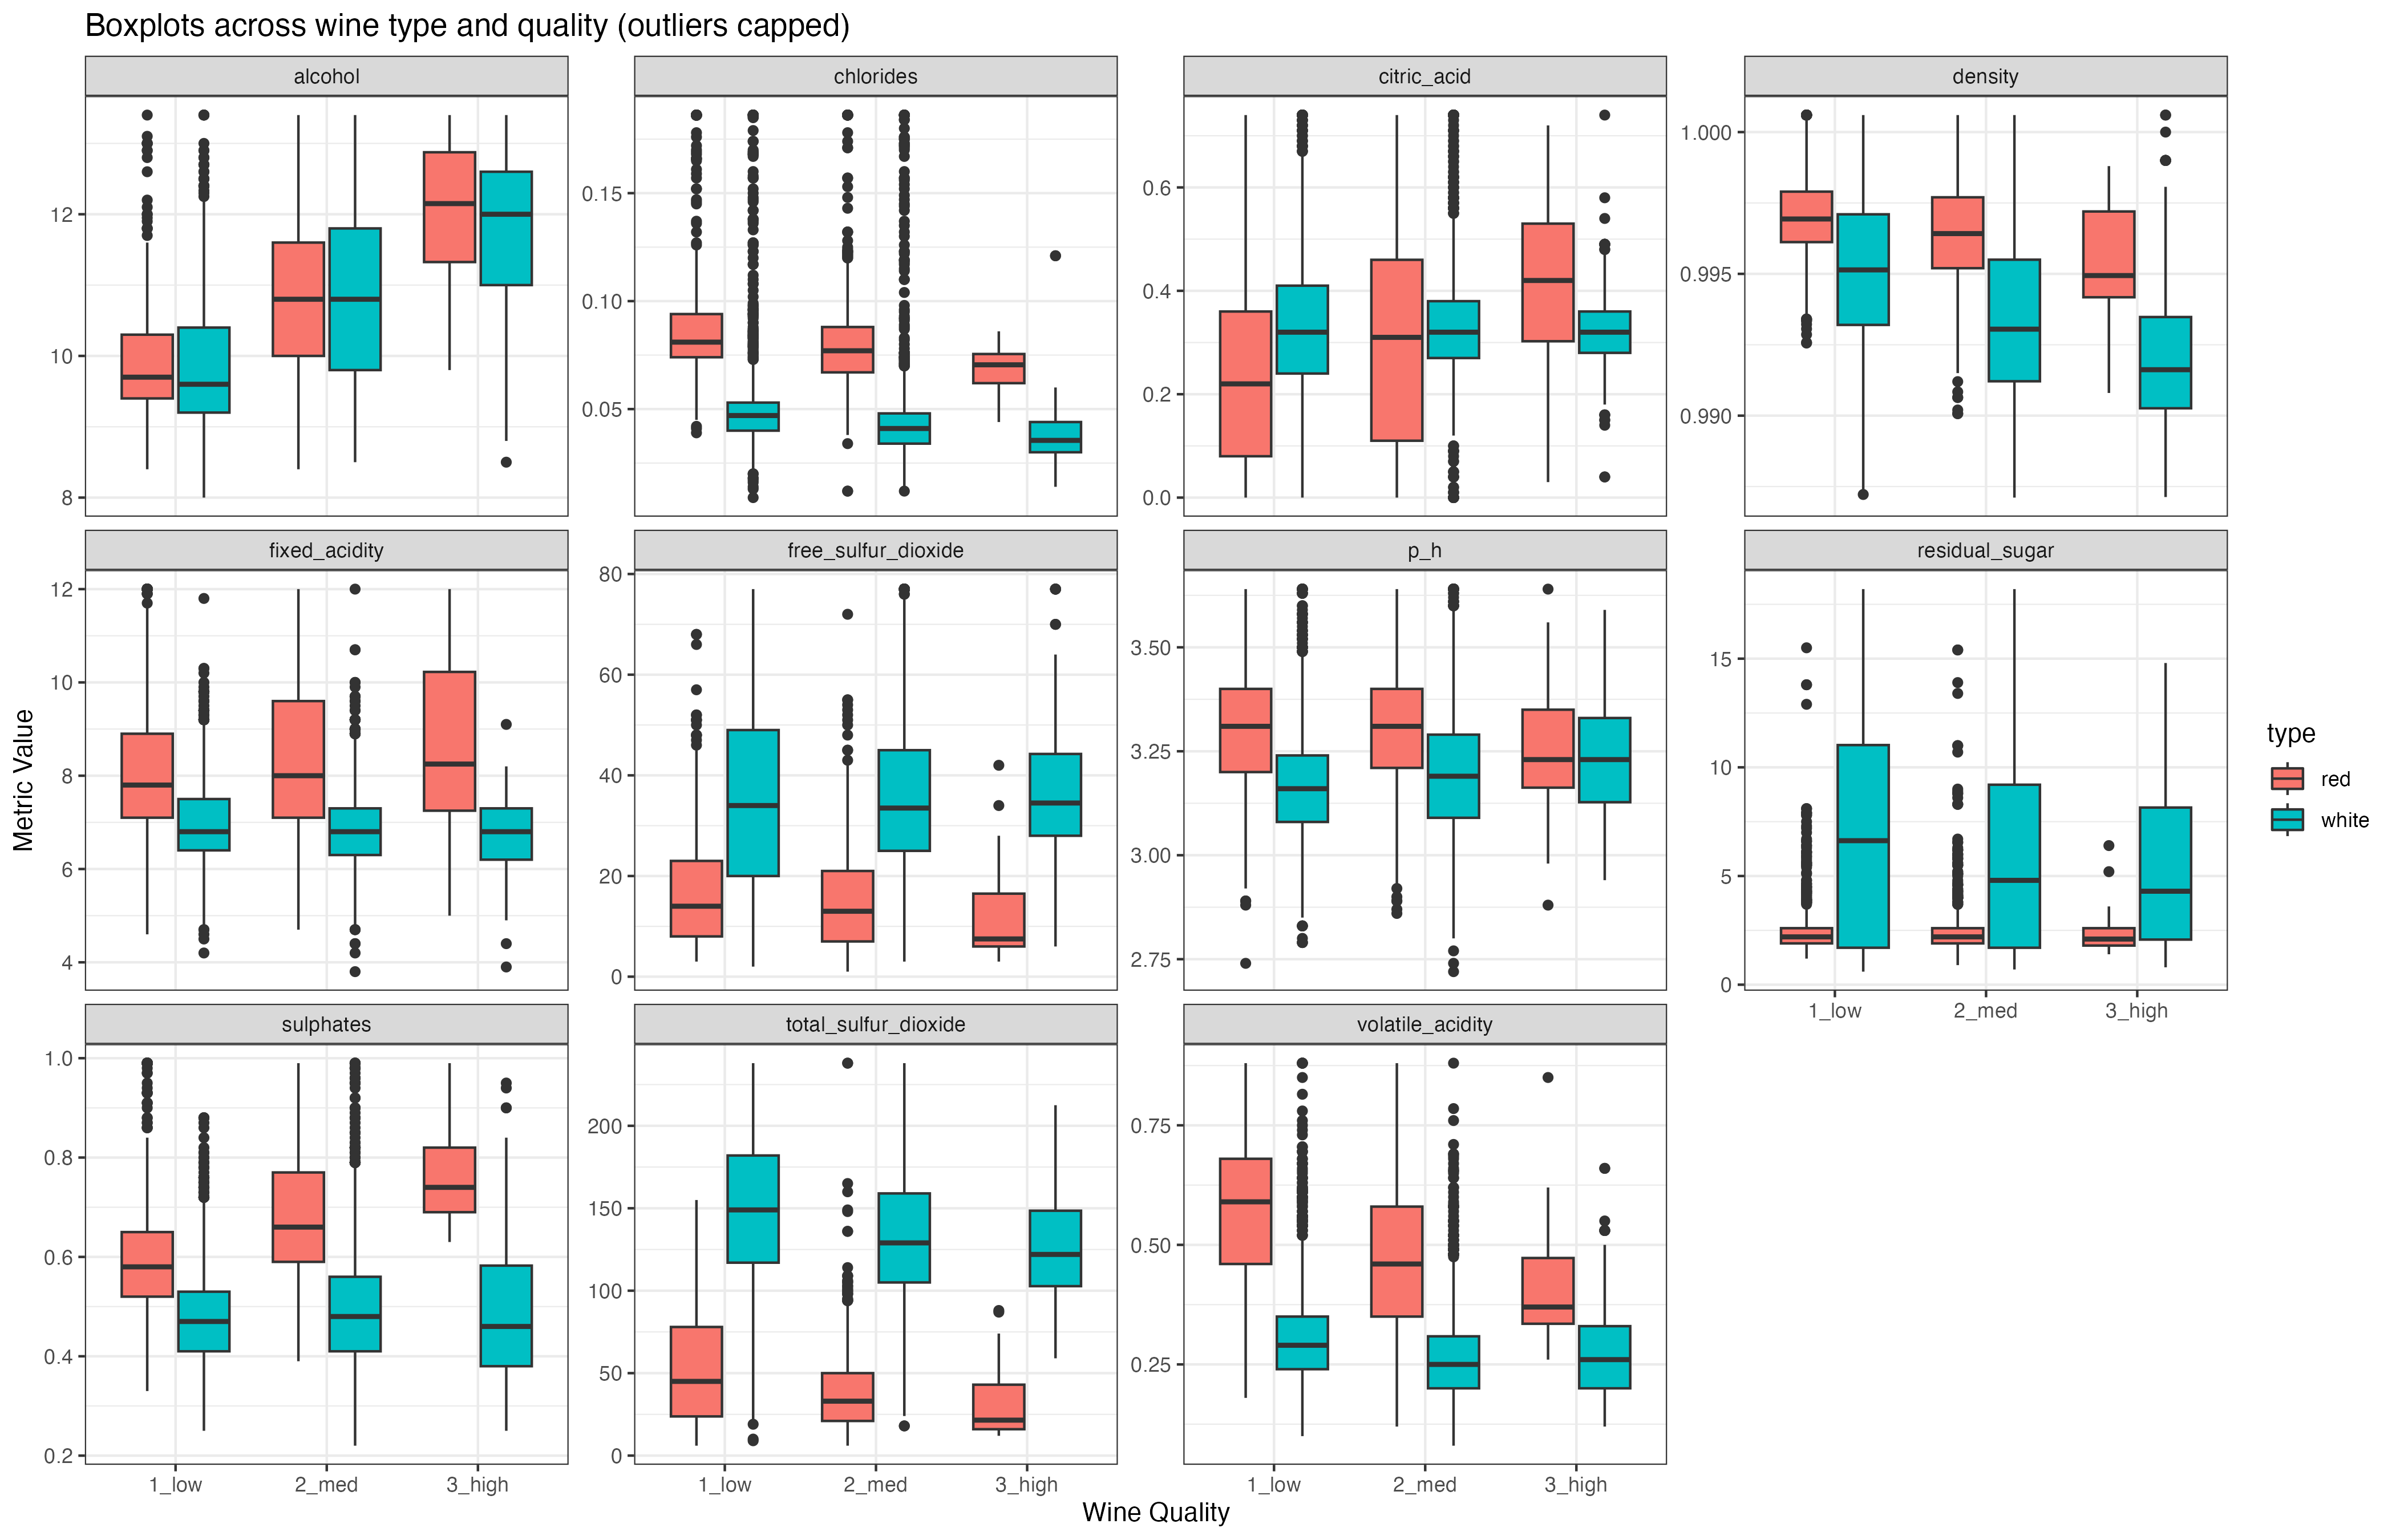 Boxplots across wine type and quality (outliers capped)
alcohol
chlorides
citric_acid
density
12
10
8
0.15
0.10
0.05
0.6
0.4
0.2
0.0
1.000
0.995
0.990
fixed_acidity
free_sulfur_dioxide
p_h
residual_sugar
12
10
8
6
4
80
60
40
20
0
3.50
3.25
3.00
2.75
15
10
5
0
1_low
2_med
3_high
sulphates
total_sulfur_dioxide
volatile_acidity
1.0
0.8
0.6
0.4
0.2
200
150
100
50
0
0.75
0.50
0.25
1_low
2_med
3_high
1_low
2_med
3_high
1_low
2_med
3_high
Metric Value
Wine Quality
type
red
white